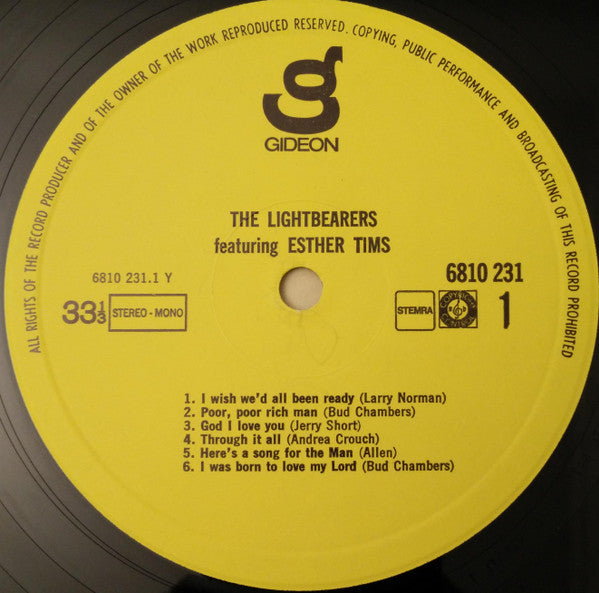 ALL RIGHTS OF THE RECORD PRODUCER AND OF THE OWNER OF THE WORK REPRODUCED RESERVED. COPYING, PUBLIC PERFORMANCE AND BROADCASTING OF THIS RECORD PROHIBITED
g
GIDEON
THE LIGHTBEARERS
featuring ESTHER TIMS
6810 231.1 Y
6810 231
33 1/3 STEREO - MONO
STEMRA
1
1. I wish we'd all been ready (Larry Norman)
2. Poor, poor rich man (Bud Chambers)
3. God I love you (Jerry Short)
4. Through it all (Andrea Crouch)
5. Here's a song for the Man (Allen)
6. I was born to love my Lord (Bud Chambers)